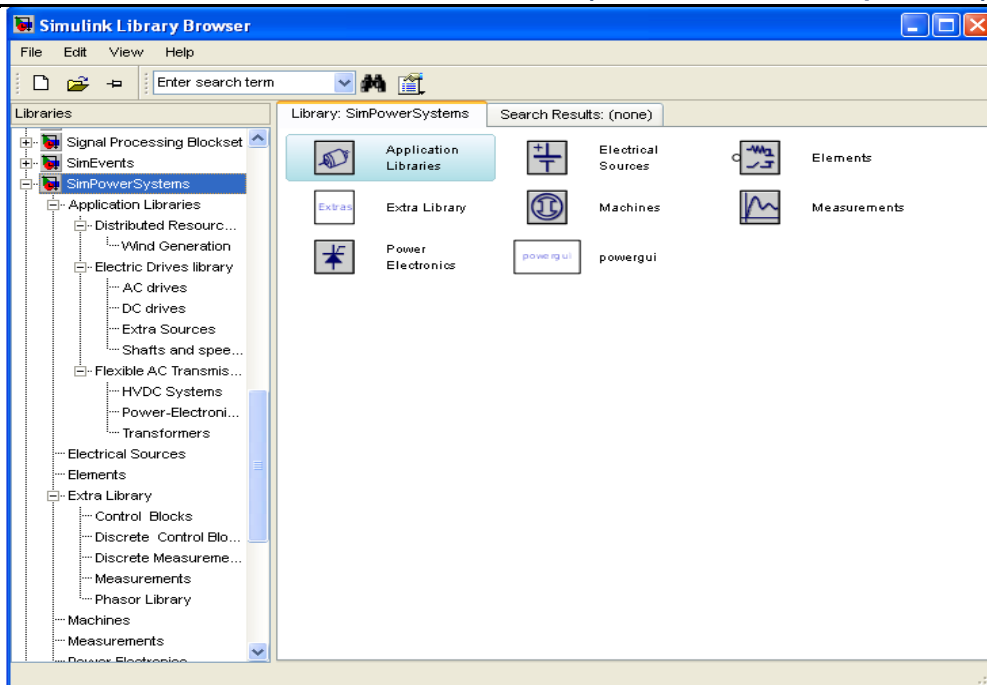 Simulink Library Browser
File Edit View Help
Enter search term
Libraries
Signal Processing Blockset
SimEvents
SimPowerSystems
Application Libraries
Distributed Resourc...
Wind Generation
Electric Drives library
AC drives
DC drives
Extra Sources
Shafts and spee...
Flexible AC Transmis...
HVDC Systems
Power-Electroni...
Transformers
Electrical Sources
Elements
Extra Library
Control Blocks
Discrete Control Blo...
Discrete Measureme...
Measurements
Phasor Library
Machines
Measurements
Power Electronics
Library: SimPowerSystems Search Results: (none)
Application
Libraries
Electrical
Sources
Elements
Extras
Extra Library
Machines
Measurements
Power
Electronics
powergui
powergui